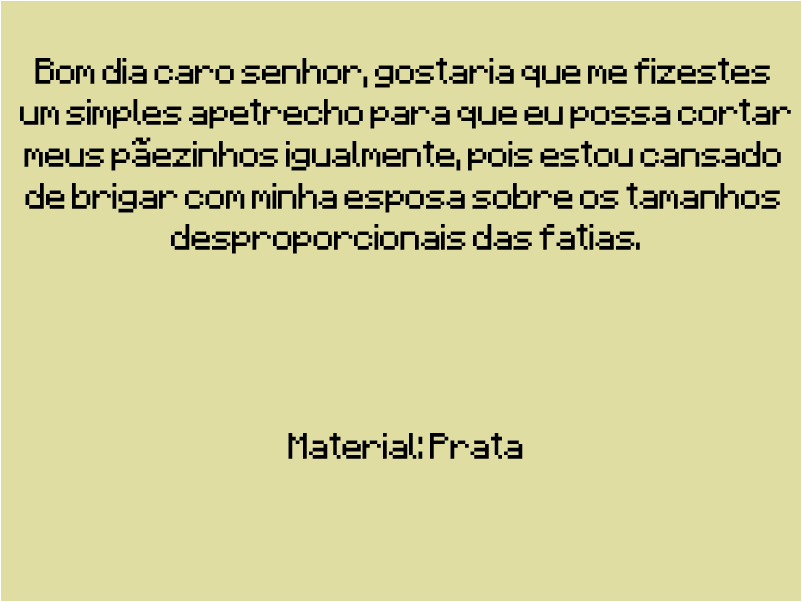 Bom dia caro senhor, gostaria que me fizestes
um simples apetrecho para que eu possa cortar
meus pãezinhos igualmente, pois estou cansado
de brigar com minha esposa sobre os tamanhos
desproporcionais das fatias.
Material: Prata